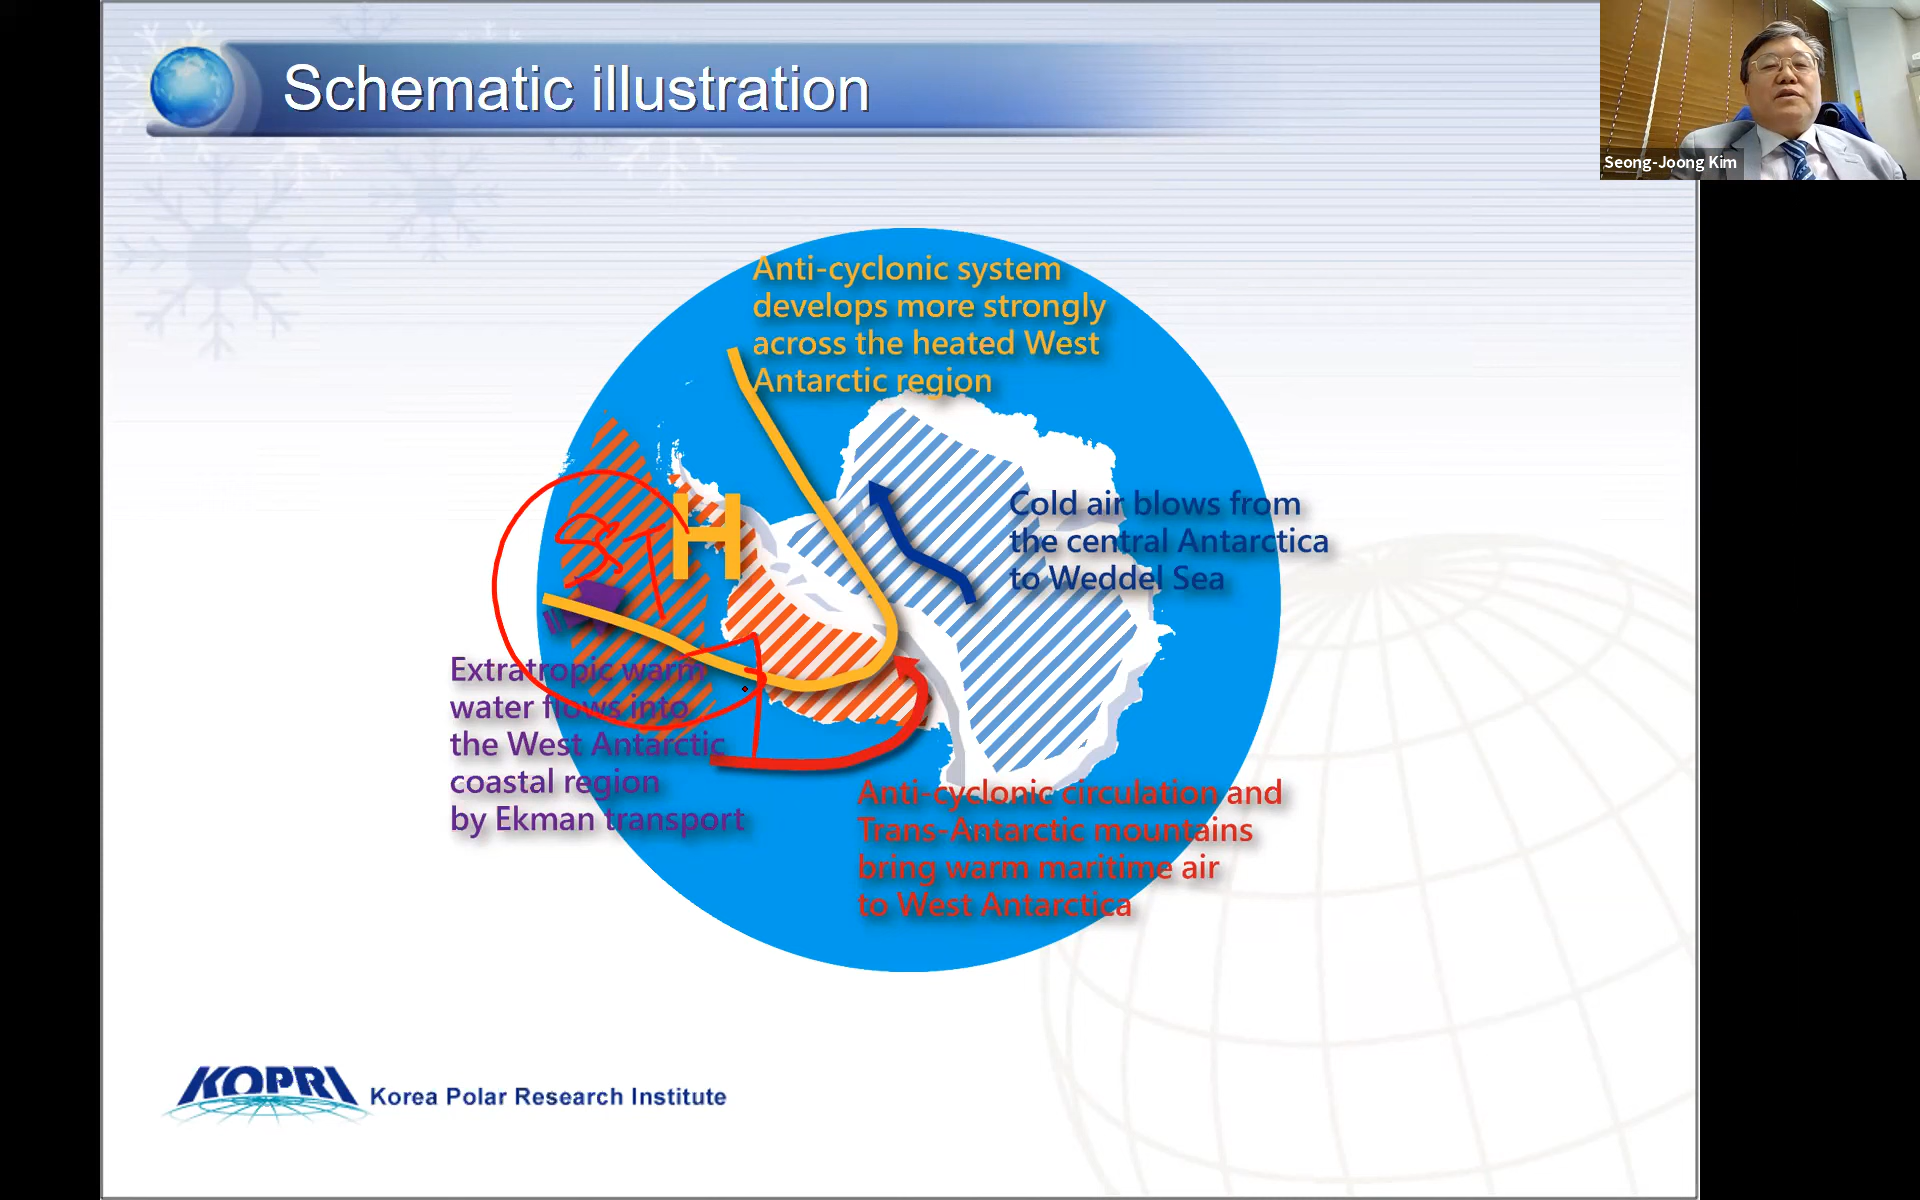 Schematic illustration
Seong-Joong Kim
Anti-cyclonic system
develops more strongly
across the heated West
Antarctic region
H
Cold air blows from
the central Antarctica
to Weddel Sea
Extratropic warm
water flows into
the West Antarctic
coastal region
by Ekman transport
Anti-cyclonic circulation and
Trans-Antarctic mountains
bring warm maritime air
to West Antarctica
KOPRI Korea Polar Research Institute